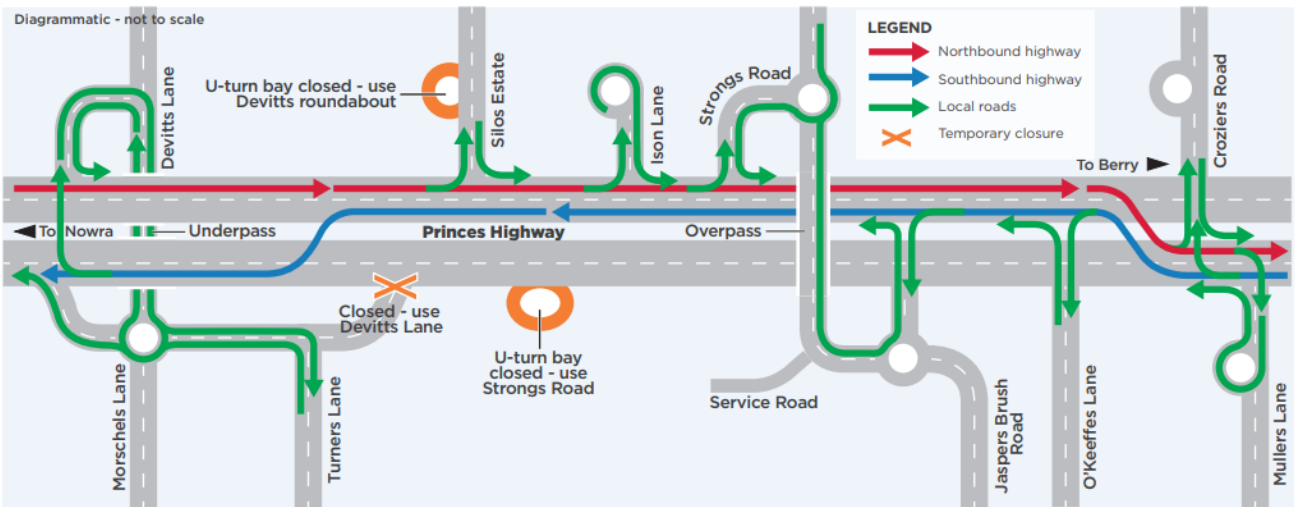 Diagrammatic - not to scale
LEGEND
Northbound highway
Southbound highway
Local roads
Temporary closure
Devitts Lane
U-turn bay closed - use
Devitts roundabout
Silos Estate
Ison Lane
Strongs Road
Croziers Road
To Berry
To Nowra
Underpass
Princes Highway
Overpass
Closed - use
Devitts Lane
U-turn bay
closed - use
Strongs Road
Service Road
Morschels Lane
Turners Lane
Jaspers Brush
Road
O'Keeffes Lane
Mullers Lane